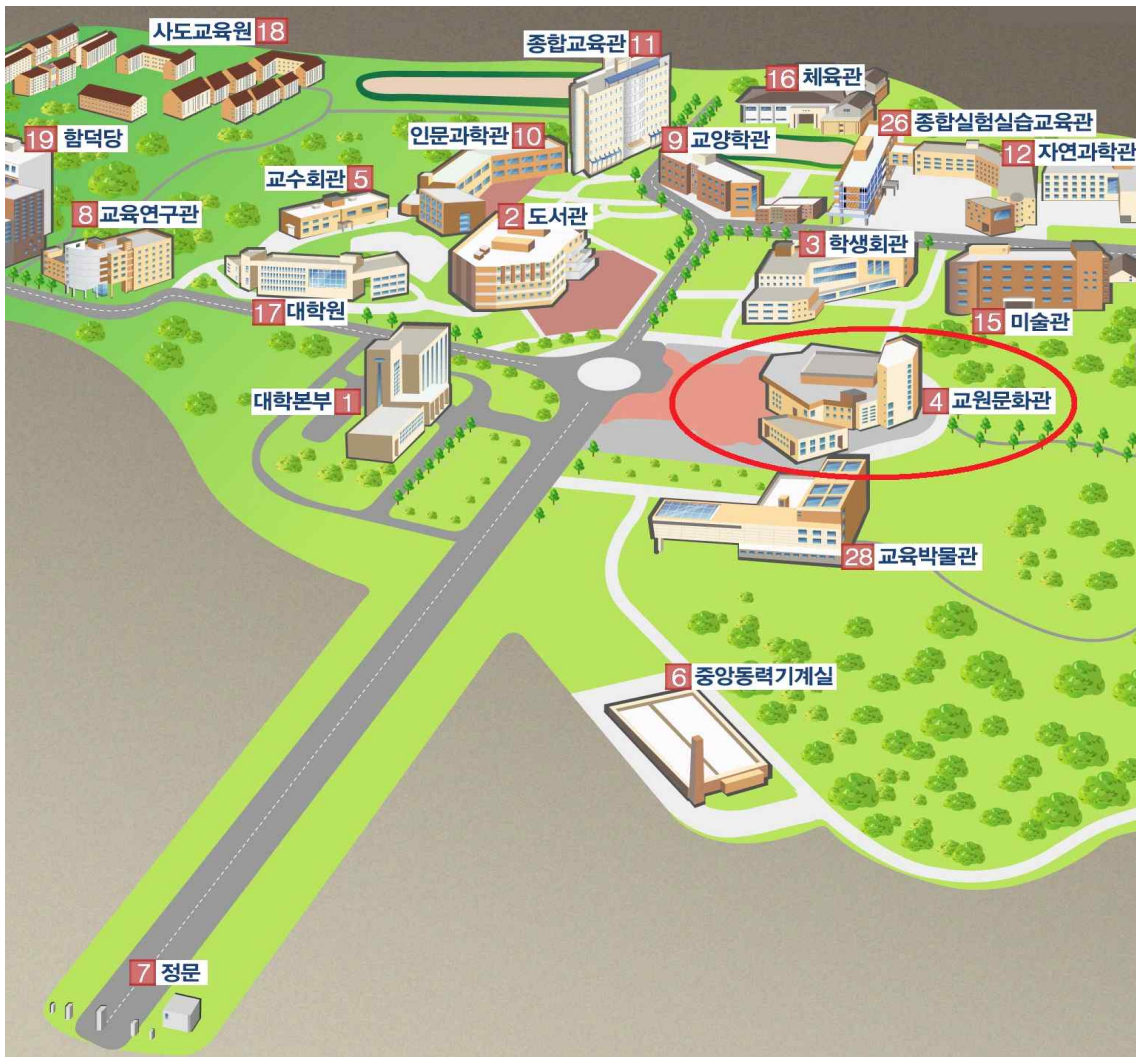 사도교육원 18
종합교육관 11
16 체육관
26 종합실험실습교육관
19 함덕당
인문과학관 10
9 교양학관
12 자연과학관
교수회관 5
8 교육연구관
2 도서관
3 학생회관
17 대학원
15 미술관
대학본부 1
4 교원문화관
28 교육박물관
6 중앙동력기계실
7 정문